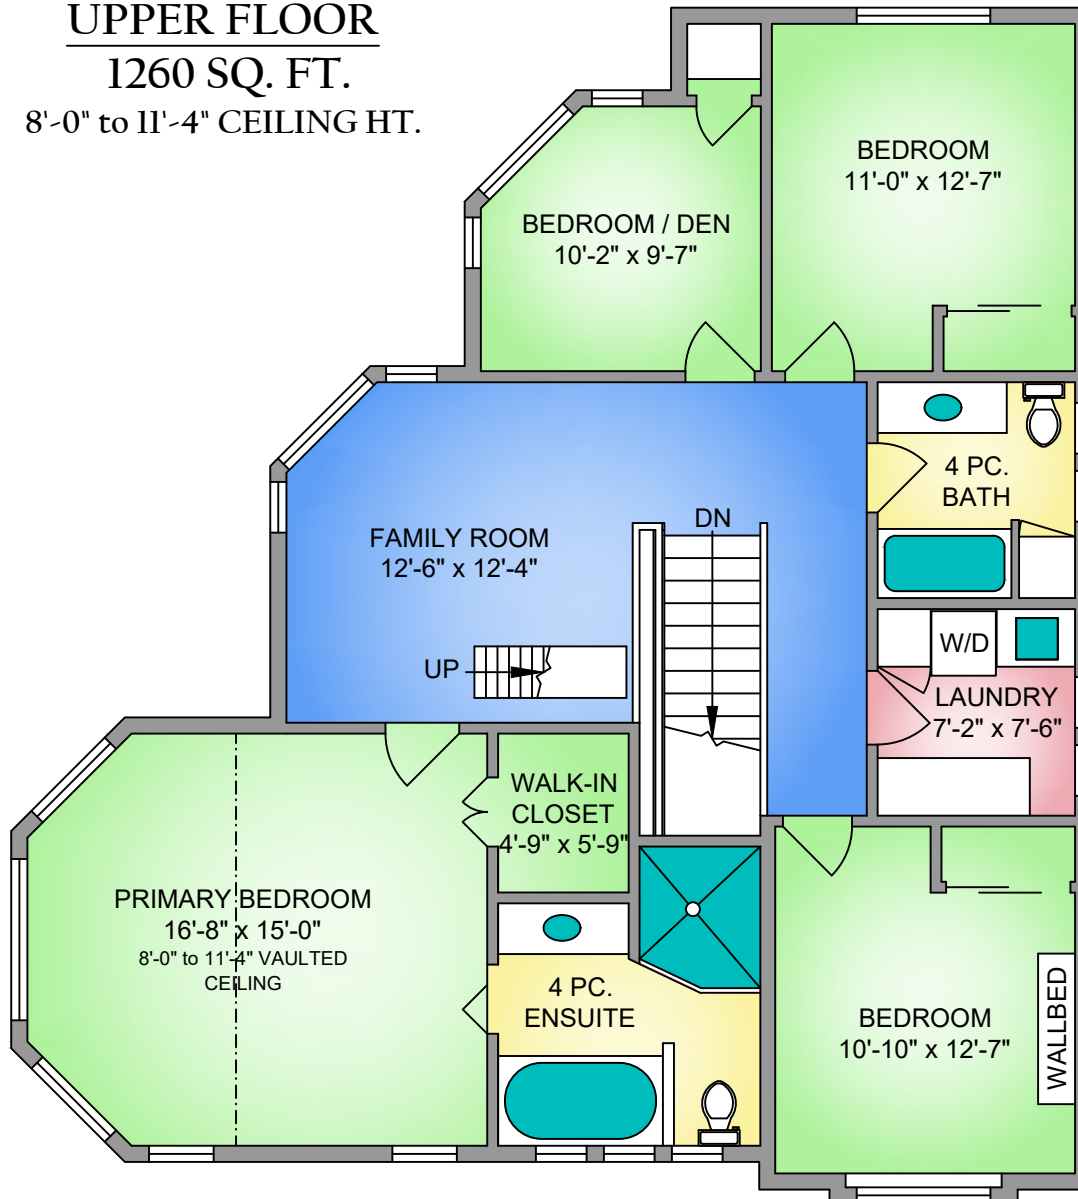 UPPER FLOOR
1260 SQ. FT.
8'-0" to 11'-4" CEILING HT.
BEDROOM
11'-0" x 12'-7"
BEDROOM / DEN
10'-2" x 9'-7"
4 PC.
BATH
DN
FAMILY ROOM
12'-6" x 12'-4"
UP
W/D
LAUNDRY
7'-2" x 7'-6"
WALK-IN
CLOSET
4'-9" x 5'-9"
PRIMARY BEDROOM
16'-8" x 15'-0"
8'-0" to 11'-4" VAULTED
CEILING
4 PC.
ENSUITE
BEDROOM
10'-10" x 12'-7"
WALLBED